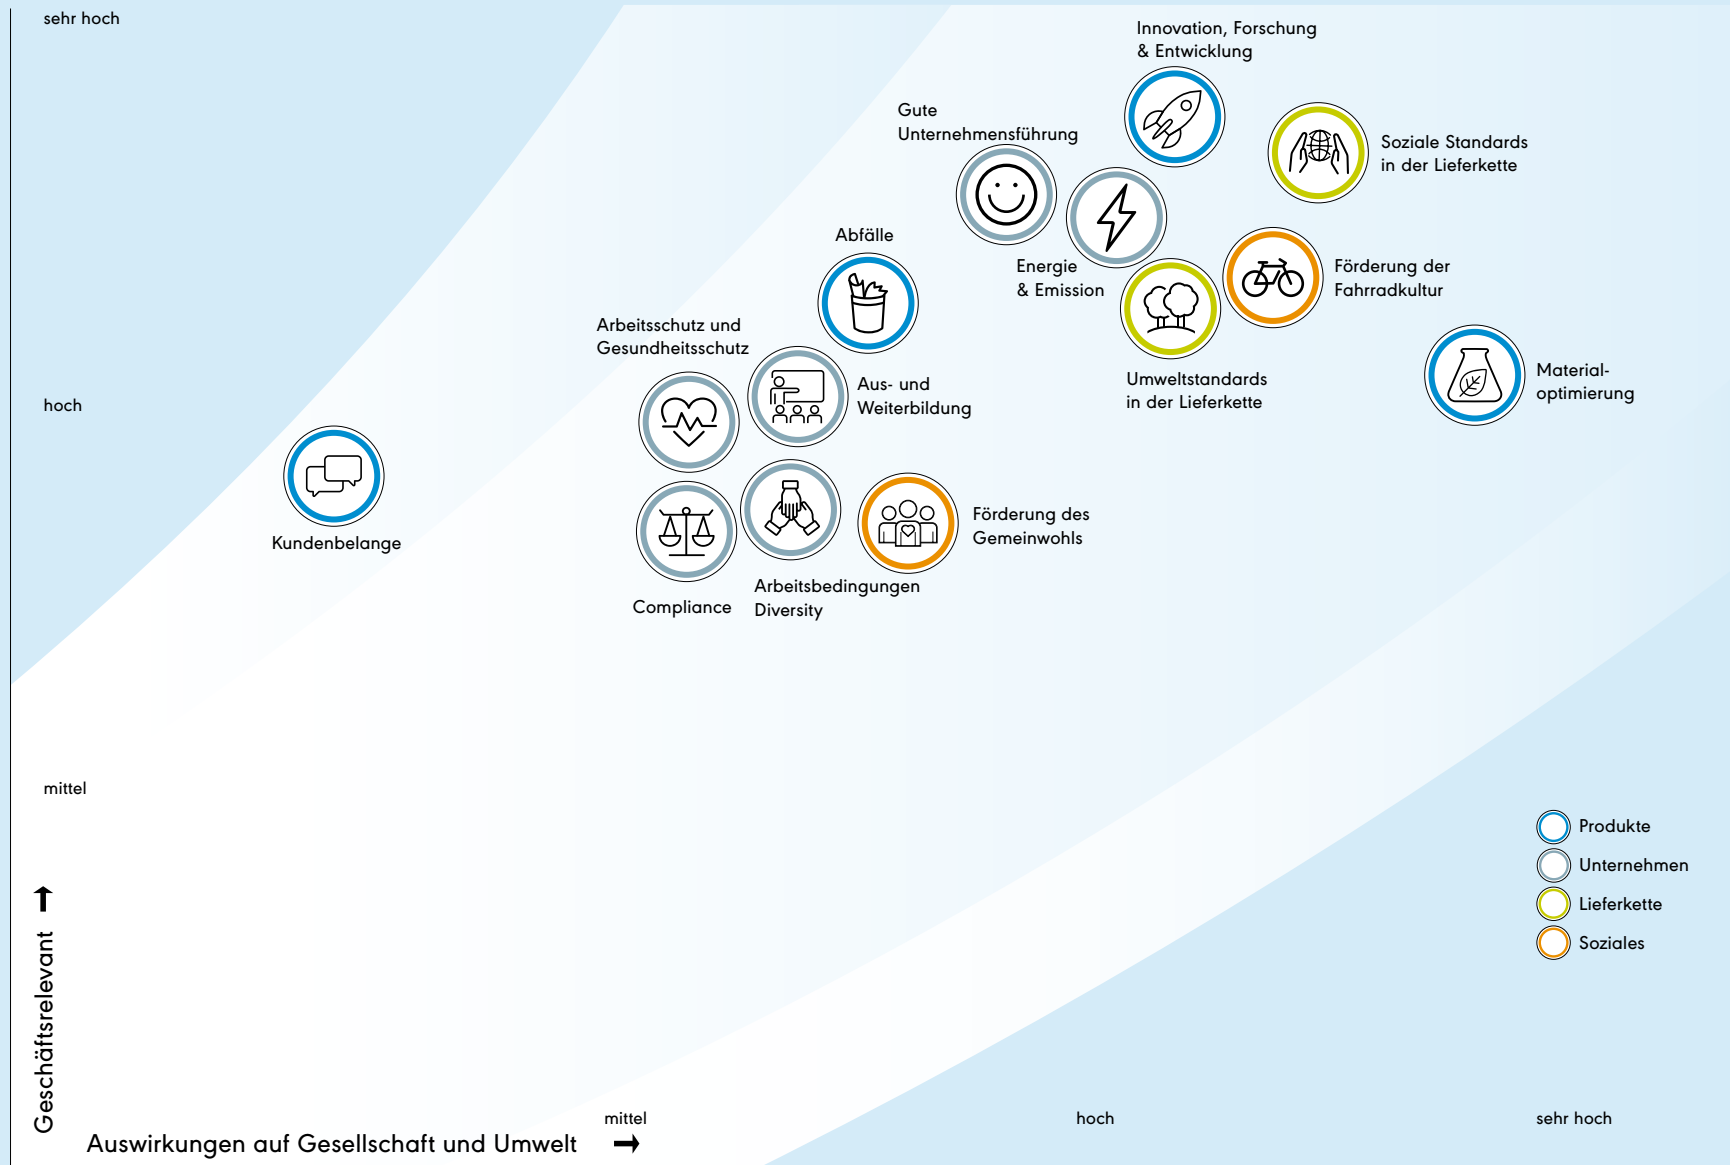 sehr hoch
Innovation, Forschung
& Entwicklung
Gute
Unternehmensführung
Soziale Standards
in der Lieferkette
Abfälle
Energie
& Emission
Förderung der
Fahrradkultur
Arbeitsschutz und
Gesundheitsschutz
Aus- und
Weiterbildung
Umweltstandards
in der Lieferkette
Material-
optimierung
hoch
Kundenbelange
Förderung des
Gemeinwohls
Compliance
Arbeitsbedingungen
Diversity
mittel
Produkte
Unternehmen
Lieferkette
Soziales
Geschäftsrelevant
mittel
hoch
sehr hoch
Auswirkungen auf Gesellschaft und Umwelt